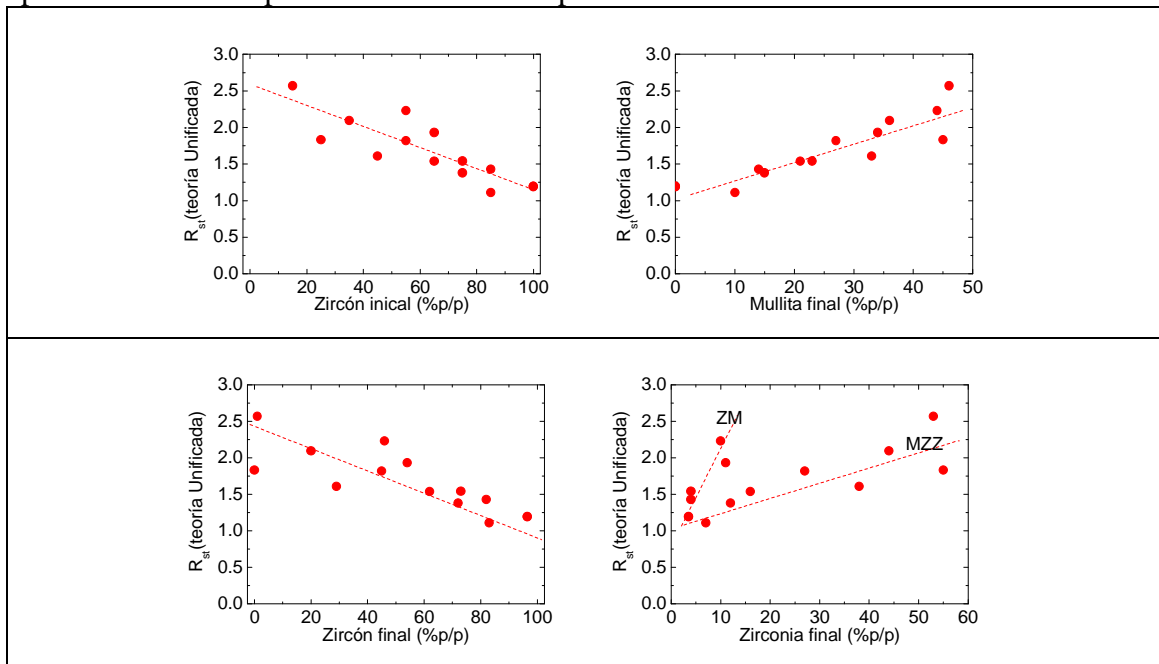 3.0
2.5
2.0
1.5
1.0
0.5
0.0
R_st(teoría Unificada)
0 20 40 60 80 100
Zircón inical (%p/p)
3.0
2.5
2.0
1.5
1.0
0.5
0.0
R_st(teoría Unificada)
0 10 20 30 40 50
Mullita final (%p/p)
3.0
2.5
2.0
1.5
1.0
0.5
0.0
R_st(teoría Unificada)
0 20 40 60 80 100
Zircón final (%p/p)
3.0
2.5
2.0
1.5
1.0
0.5
0.0
R_st(teoría Unificada)
ZM
MZZ
0 10 20 30 40 50 60
Zirconia final (%p/p)